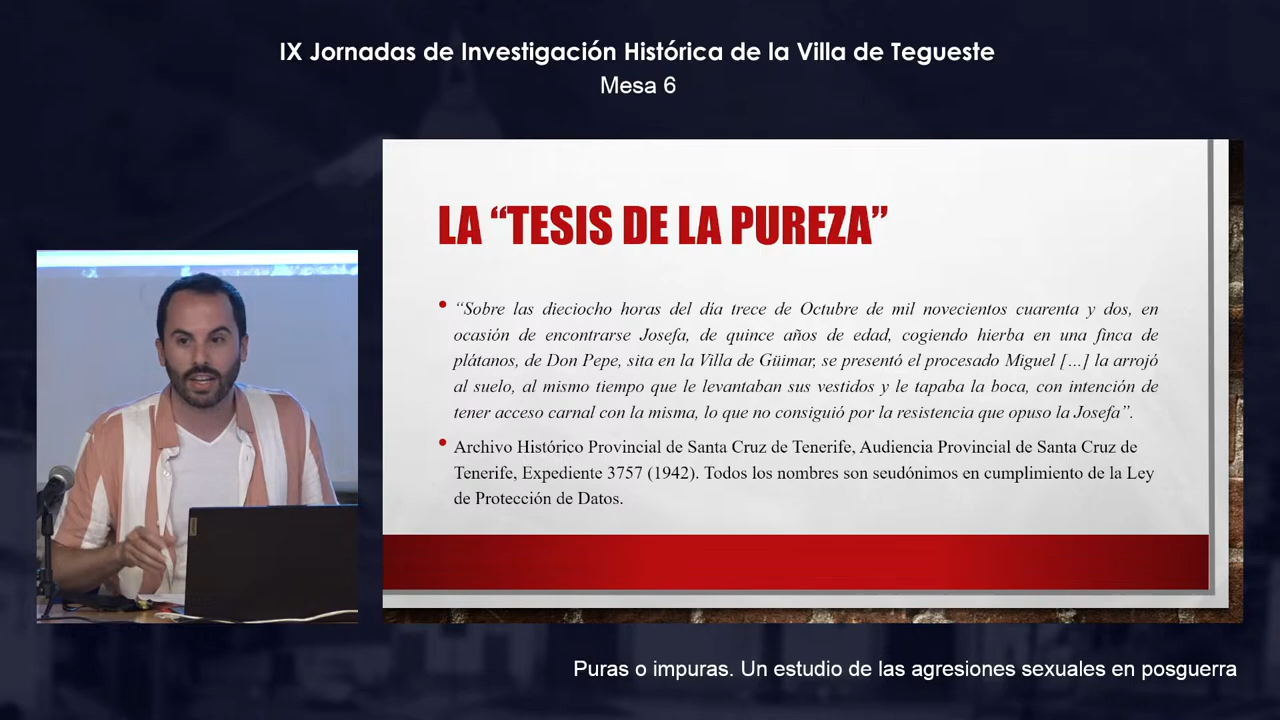 IX Jornadas de Investigación Histórica de la Villa de Tegueste
Mesa 6
LA “TESIS DE LA PUREZA”
• “Sobre las dieciocho horas del día trece de Octubre de mil novecientos cuarenta y dos, en
ocasión de encontrarse Josefa, de quince años de edad, cogiendo hierba en una finca de
plátanos, de Don Pepe, sita en la Villa de Güimar, se presentó el procesado Miguel […] la arrojó
al suelo, al mismo tiempo que le levantaban sus vestidos y le tapaba la boca, con intención de
tener acceso carnal con la misma, lo que no consiguió por la resistencia que opuso la Josefa”.
• Archivo Histórico Provincial de Santa Cruz de Tenerife, Audiencia Provincial de Santa Cruz de
Tenerife, Expediente 3757 (1942). Todos los nombres son seudónimos en cumplimiento de la Ley
de Protección de Datos.
Puras o impuras. Un estudio de las agresiones sexuales en posguerra